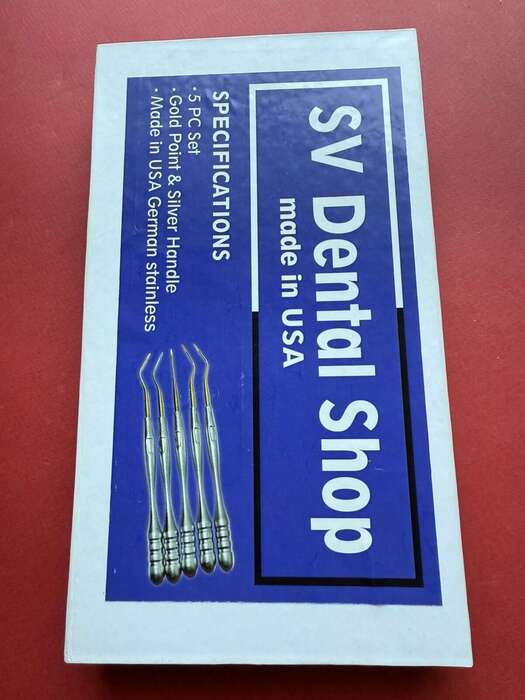 SV Dental Shop
made in USA
SPECIFICATIONS
· 5 PC Set
· Gold Point & Silver Handle
· Made in USA German stainless